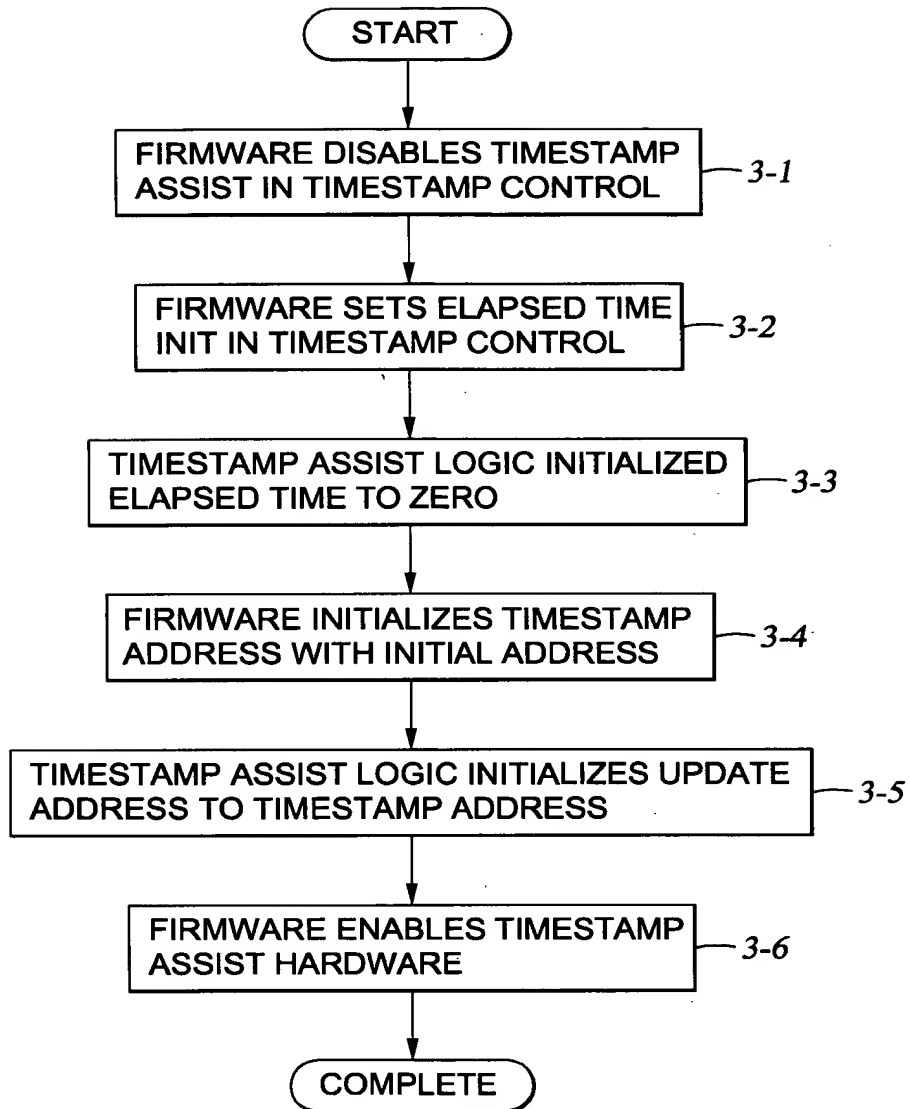 START
FIRMWARE DISABLES TIMESTAMP
ASSIST IN TIMESTAMP CONTROL
3-1
FIRMWARE SETS ELAPSED TIME
INIT IN TIMESTAMP CONTROL
3-2
TIMESTAMP ASSIST LOGIC INITIALIZED
ELAPSED TIME TO ZERO
3-3
FIRMWARE INITIALIZES TIMESTAMP
ADDRESS WITH INITIAL ADDRESS
3-4
TIMESTAMP ASSIST LOGIC INITIALIZES UPDATE
ADDRESS TO TIMESTAMP ADDRESS
3-5
FIRMWARE ENABLES TIMESTAMP
ASSIST HARDWARE
3-6
COMPLETE